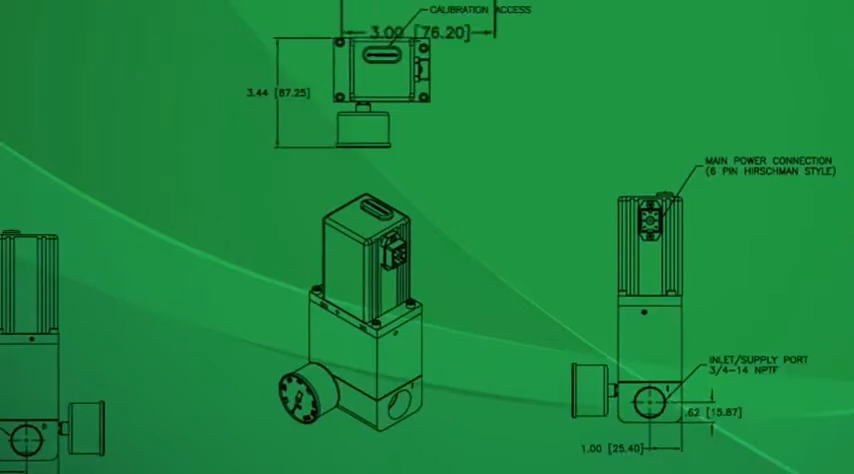 CALIBRATION ACCESS
3.00 [76.20]
3.44 [87.25]
MAIN POWER CONNECTION
(6 PIN HIRSCHMAN STYLE)
INLET/SUPPLY PORT
3/4-14 NPTF
.62 [15.87]
1.00 [25.40]